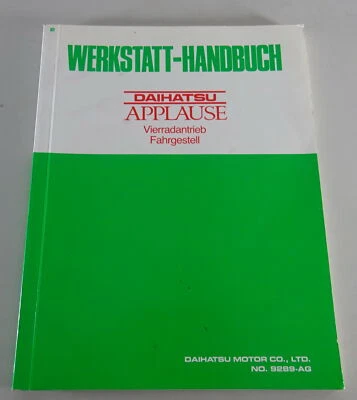 WERKSTATT-HANDBUCH
DAIHATSU
APPLAUSE
Vierradantrieb
Fahrgestell
DAIHATSU MOTOR CO., LTD.
NO. 9289-AG